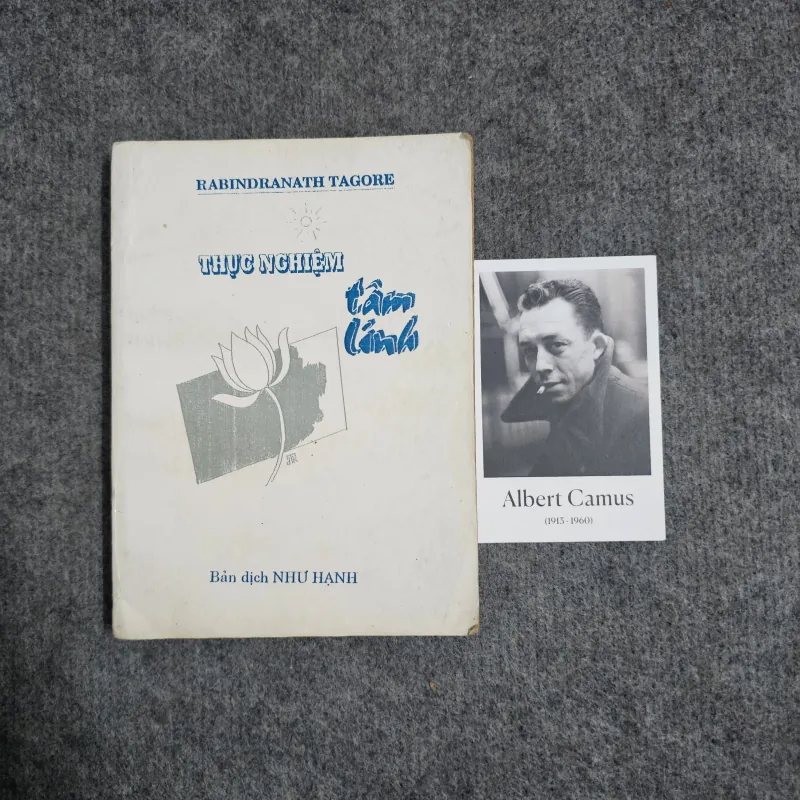 RABINDRANATH TAGORE
THỰC NGHIỆM
tâm
linh
Bản dịch NHƯ HẠNH
Albert Camus
(1913 - 1960)